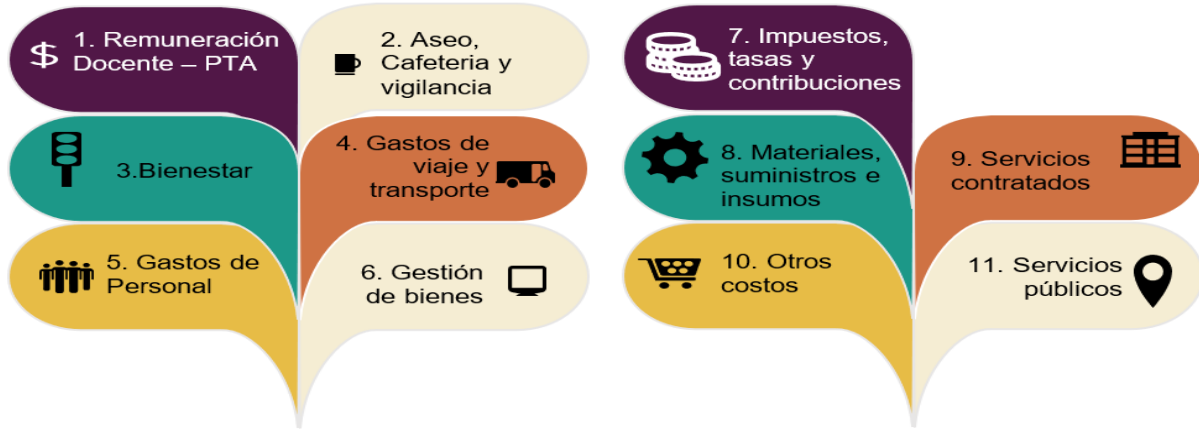 $ 1. Remuneración
Docente – PTA
2. Aseo,
Cafeteria y
vigilancia
3.Bienestar
4. Gastos de
viaje y
transporte
5. Gastos de
Personal
6. Gestión
de bienes
7. Impuestos,
tasas y
contribuciones
8. Materiales,
suministros e
insumos
9. Servicios
contratados
10. Otros
costos
11. Servicios
públicos